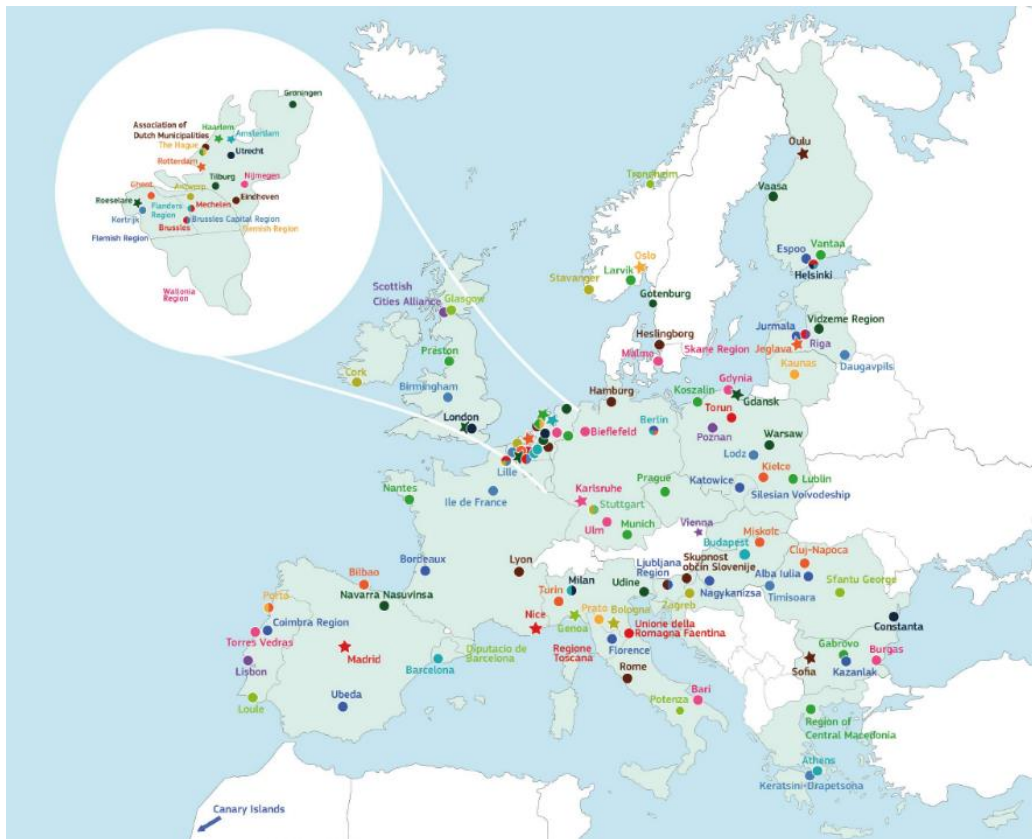 Groningen
Association of
Dutch Municipalities
Haarlem
Amsterdam
The Hague
Utrecht
Rotterdam
Tilburg
Nijmegen
Ghent
Antwerp
Eindhoven
Roeselare
Flanders
Region
Mechelen
Kortrijk
Brussles Capital Region
Brussles
Flemish Region
Flemish Region
Wallonia
Region
Oulu
Trondheim
Vaasa
Espoo
Vantaa
Helsinki
Oslo
Larvik
Stavanger
Gotenburg
Scottish
Cities Alliance
Glasgow
Heslingborg
Jurmala
Vidzeme Region
Riga
Malmo
Skane Region
Jeglava
Daugavpils
Preston
Kaunas
Cork
Birmingham
Hamburg
Koszalin
Gdynia
Gdansk
Torun
London
Bieflefeld
Berlin
Poznan
Warsaw
Lodz
Lille
Kielce
Lublin
Nantes
Ile de France
Karlsruhe
Prague
Katowice
Silesian Voivodeship
Stuttgart
Ulm
Munich
Vienna
Miskolc
Budapest
Cluj-Napoca
Bordeaux
Lyon
Ljubljana
Region
Skupnost
občin Slovenije
Alba Iulia
Sfantu George
Bilbao
Milan
Udine
Nagykanizsa
Timisoara
Porto
Navarra Nasuvinsa
Turin
Zagreb
Constanta
Coimbra Region
Nice
Prato
Bologna
Genoa
Unione della
Romagna Faentina
Torres Vedras
Madrid
Diputacio de
Barcelona
Regione
Toscana
Florence
Gabrovo
Burgas
Lisbon
Barcelona
Rome
Sofia
Kazanlak
Loule
Ubeda
Potenza
Bari
Region of
Central Macedonia
Athens
Keratsini-Drapetsona
Canary Islands